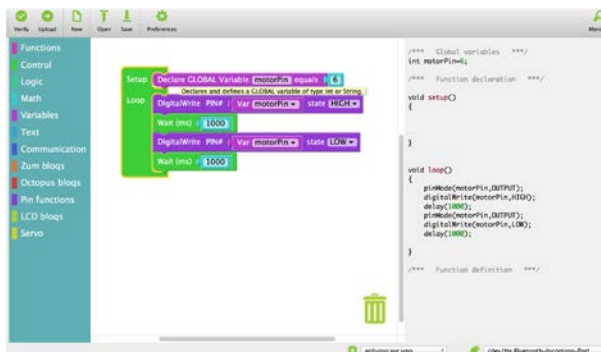 Verify Upload New Open Save Preferences
Functions
Control
Logic
Math
Variables
Text
Communication
Zum bloqs
Octopus bloqs
Pin functions
LCD bloqs
Servo
Setup Declare GLOBAL Variable motorPin equals 6
Declares and defines a GLOBAL variable of type int or String.
Loop DigitalWrite PIN# Var motorPin state HIGH
Wait (ms) 1000
DigitalWrite PIN# Var motorPin state LOW
Wait (ms) 1000
/*** Global variables ***/
int motorPin=6;
/*** Function declaration ***/
void setup()
{
}
void loop()
{
pinMode(motorPin,OUTPUT);
digitalWrite(motorPin,HIGH);
delay(1000);
pinMode(motorPin,OUTPUT);
digitalWrite(motorPin,LOW);
delay(1000);
}
/*** Function definition ***/